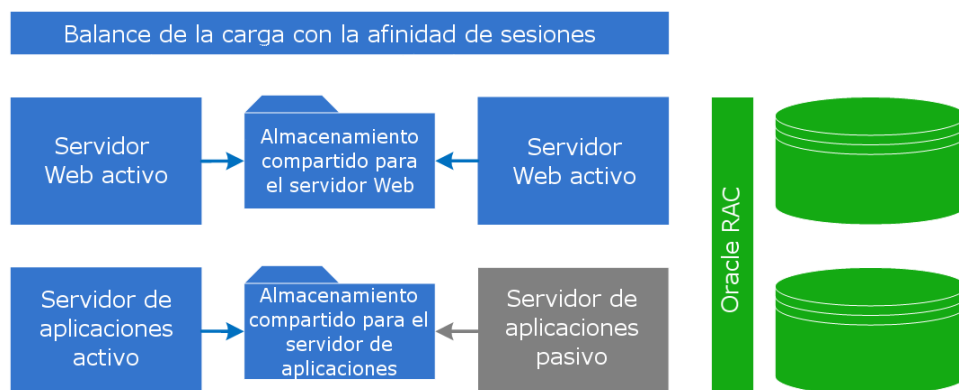 Balance de la carga con la afinidad de sesiones
Servidor
Web activo
Almacenamiento
compartido para
el servidor Web
Servidor
Web activo
Oracle RAC
Servidor de
aplicaciones
activo
Almacenamiento
compartido para el
servidor de
aplicaciones
Servidor de
aplicaciones
pasivo